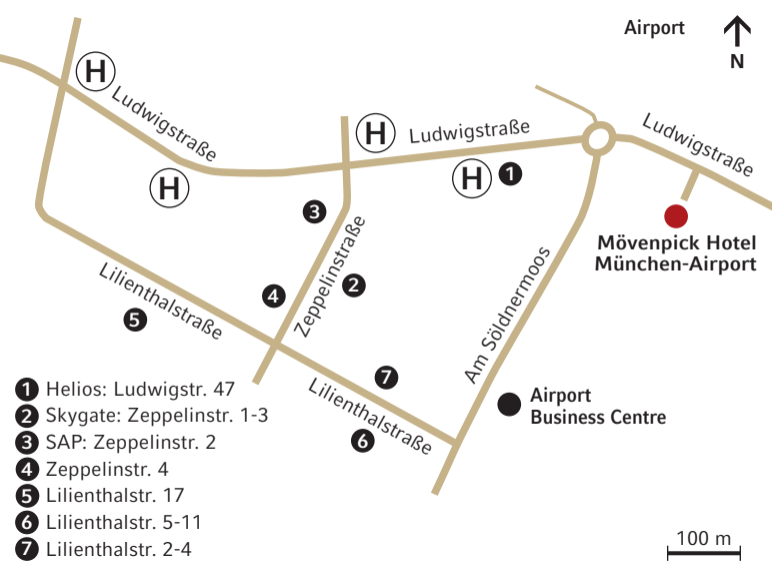 Airport
N
H
Ludwigstraße
H
H
Ludwigstraße
H
1
Ludwigstraße
3
Mövenpick Hotel
München-Airport
Zeppelinstraße
2
4
Am Söldnermoos
Lilienthalstraße
5
7
Lilienthalstraße
6
Airport
Business Centre
1 Helios: Ludwigstr. 47
2 Skygate: Zeppelinstr. 1-3
3 SAP: Zeppelinstr. 2
4 Zeppelinstr. 4
5 Lilienthalstr. 17
6 Lilienthalstr. 5-11
7 Lilienthalstr. 2-4
100 m